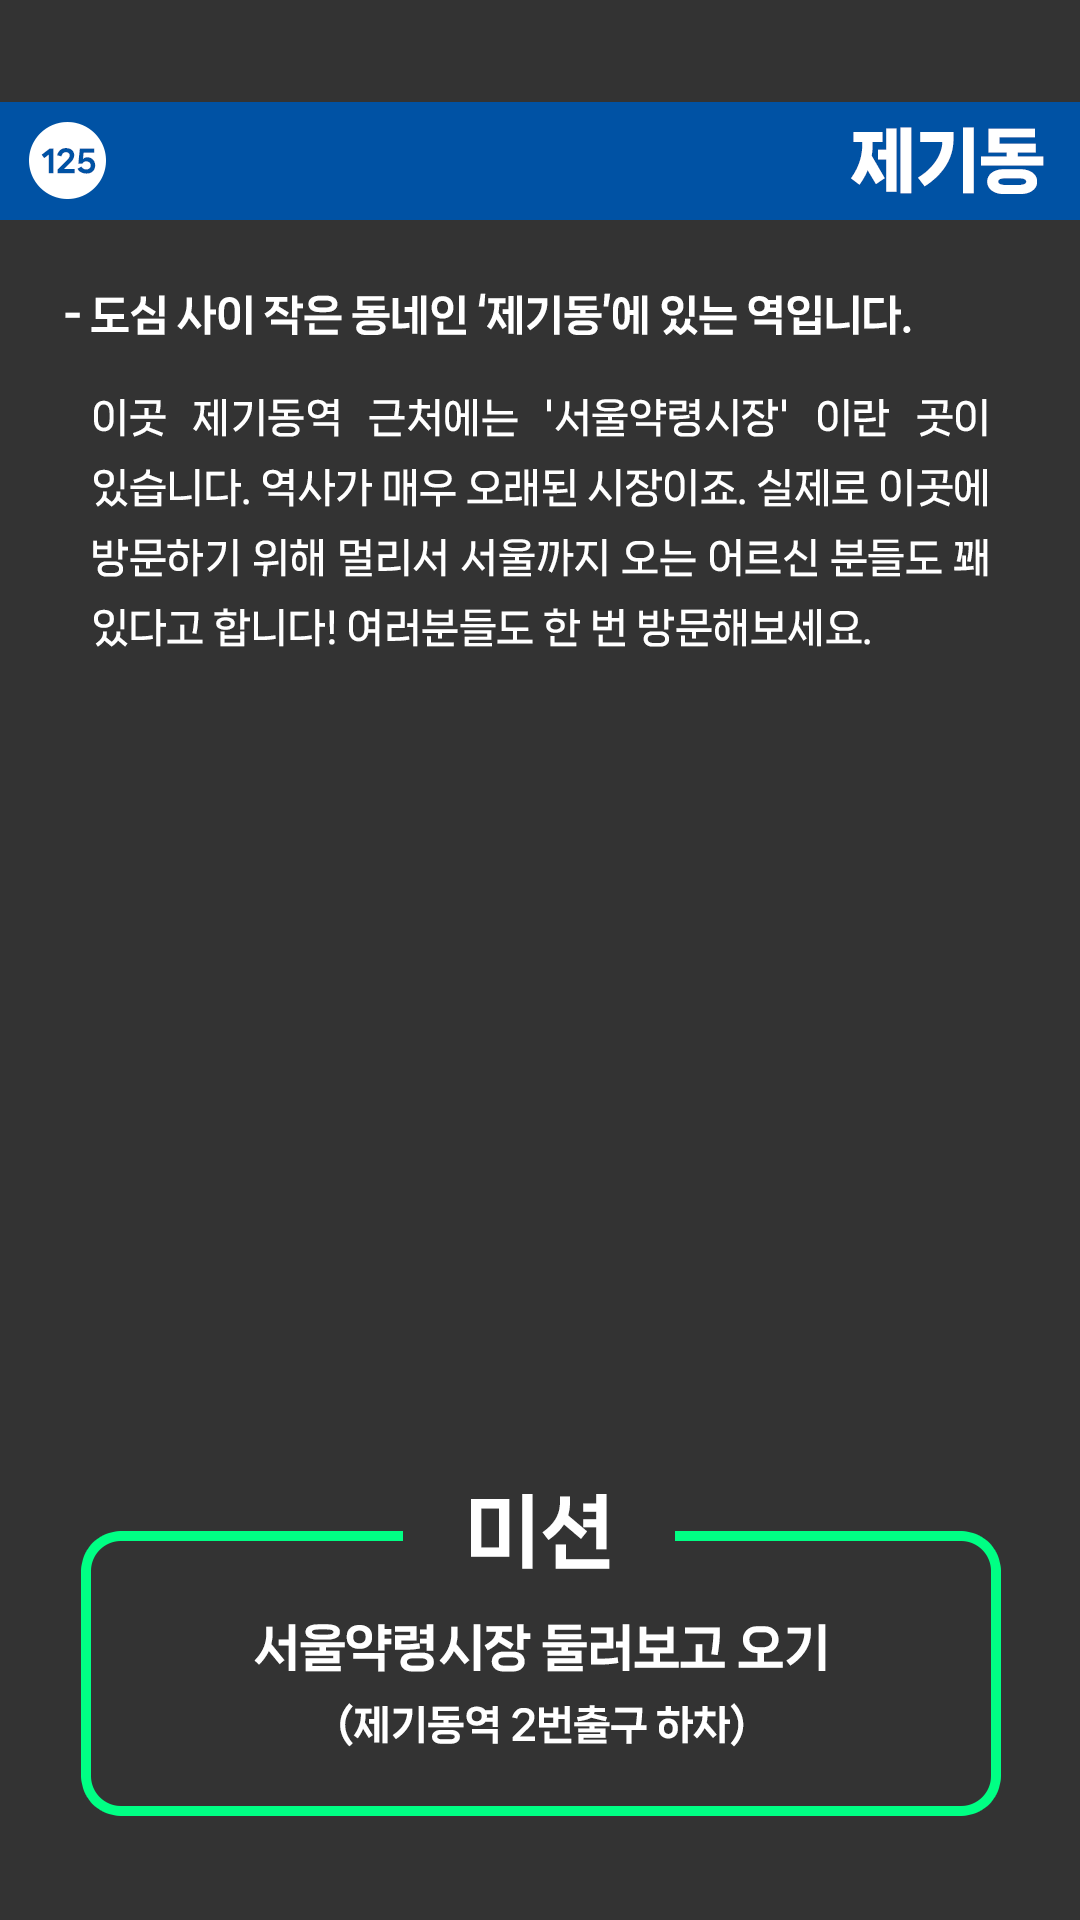 125
제기동
- 도심 사이 작은 동네인 ‘제기동’에 있는 역입니다.
이곳 제기동역 근처에는 '서울약령시장' 이란 곳이
있습니다. 역사가 매우 오래된 시장이죠. 실제로 이곳에
방문하기 위해 멀리서 서울까지 오는 어르신 분들도 꽤
있다고 합니다! 여러분들도 한 번 방문해보세요.
미션
서울약령시장 둘러보고 오기
(제기동역 2번출구 하차)